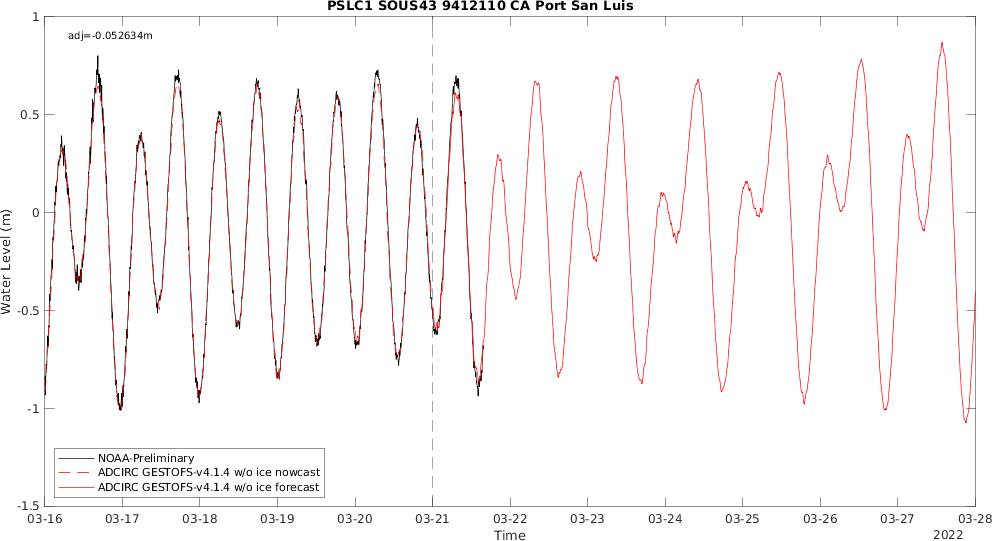 PSLC1 SOUS43 9412110 CA Port San Luis
adj=-0.052634m
1
0.5
0
-0.5
-1
-1.5
Water Level (m)
NOAA-Preliminary
ADCIRC GESTOFS-v4.1.4 w/o ice nowcast
ADCIRC GESTOFS-v4.1.4 w/o ice forecast
03-16 03-17 03-18 03-19 03-20 03-21 03-22 03-23 03-24 03-25 03-26 03-27 03-28
Time
2022